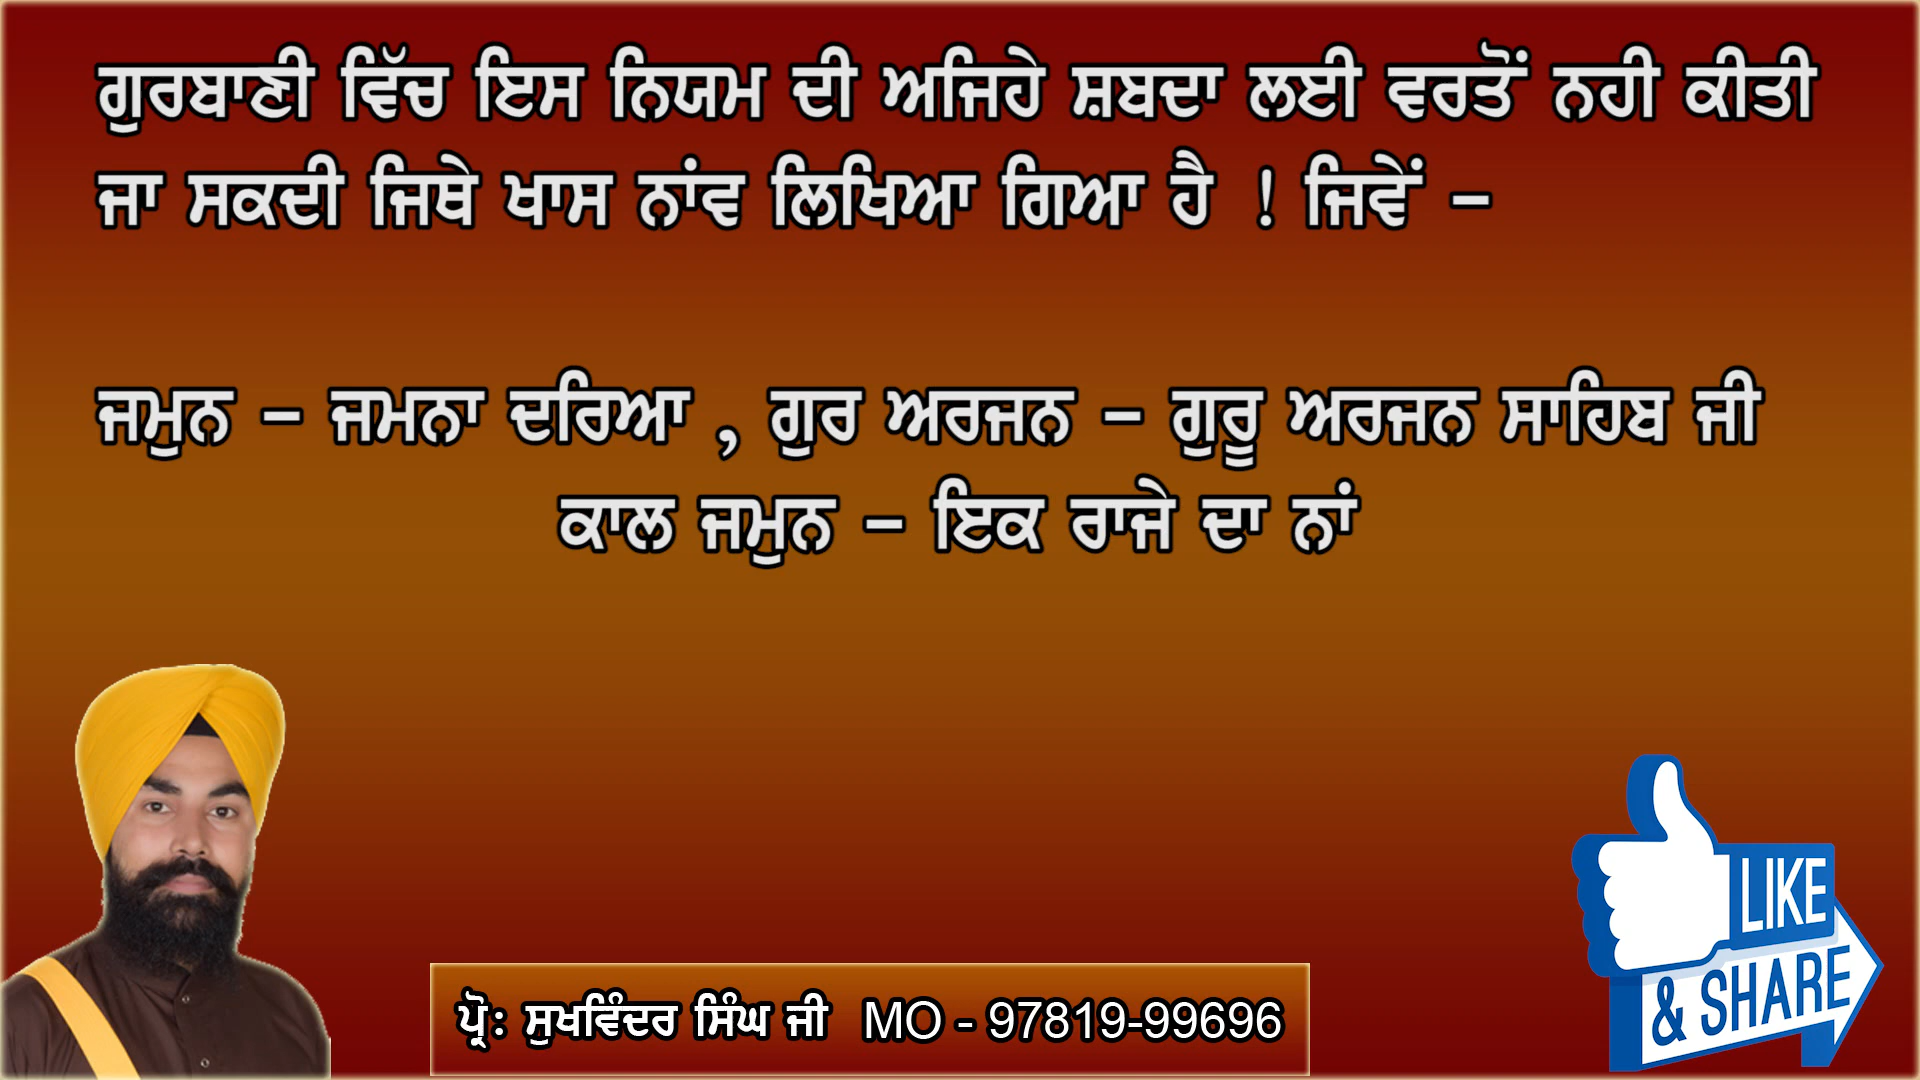 ਗੁਰਬਾਣੀ ਵਿੱਚ ਇਸ ਨਿਯਮ ਦੀ ਅਜਿਹੇ ਸ਼ਬਦਾ ਲਈ ਵਰਤੋਂ ਨਹੀ ਕੀਤੀ
ਜਾ ਸਕਦੀ ਜਿਥੇ ਖਾਸ ਨਾਂਵ ਲਿਖਿਆ ਗਿਆ ਹੈ ! ਜਿਵੇਂ –
ਜਮੁਨ – ਜਮਨਾ ਦਰਿਆ , ਗੁਰ ਅਰਜਨ – ਗੁਰੂ ਅਰਜਨ ਸਾਹਿਬ ਜੀ
ਕਾਲ ਜਮੁਨ – ਇਕ ਰਾਜੇ ਦਾ ਨਾਂ
ਪ੍ਰੋ: ਸੁਖਵਿੰਦਰ ਸਿੰਘ ਜੀ MO - 97819-99696
LIKE
& SHARE